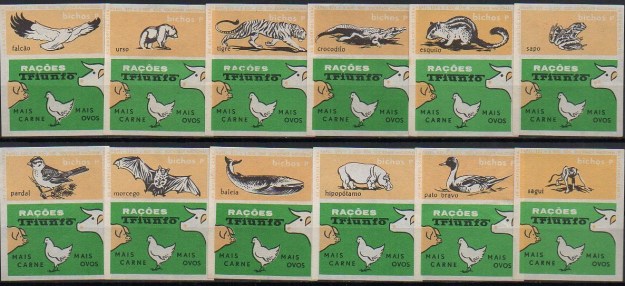 bichos P
falcão
RAÇÕES
Triunfo
MAIS CARNE MAIS OVOS
bichos P
urso
RAÇÕES
Triunfo
MAIS CARNE MAIS OVOS
bichos P
tigre
RAÇÕES
Triunfo
MAIS CARNE MAIS OVOS
bichos P
crocodilo
RAÇÕES
Triunfo
MAIS CARNE MAIS OVOS
bichos P
esquilo
RAÇÕES
Triunfo
MAIS CARNE MAIS OVOS
bichos P
sapo
RAÇÕES
Triunfo
MAIS CARNE MAIS OVOS
bichos P
pardal
RAÇÕES
Triunfo
MAIS CARNE MAIS OVOS
bichos P
morcego
RAÇÕES
Triunfo
MAIS CARNE MAIS OVOS
bichos P
baleia
RAÇÕES
Triunfo
MAIS CARNE MAIS OVOS
bichos P
hipopótamo
RAÇÕES
Triunfo
MAIS CARNE MAIS OVOS
bichos P
pato bravo
RAÇÕES
Triunfo
MAIS CARNE MAIS OVOS
bichos P
sagui
RAÇÕES
Triunfo
MAIS CARNE MAIS OVOS